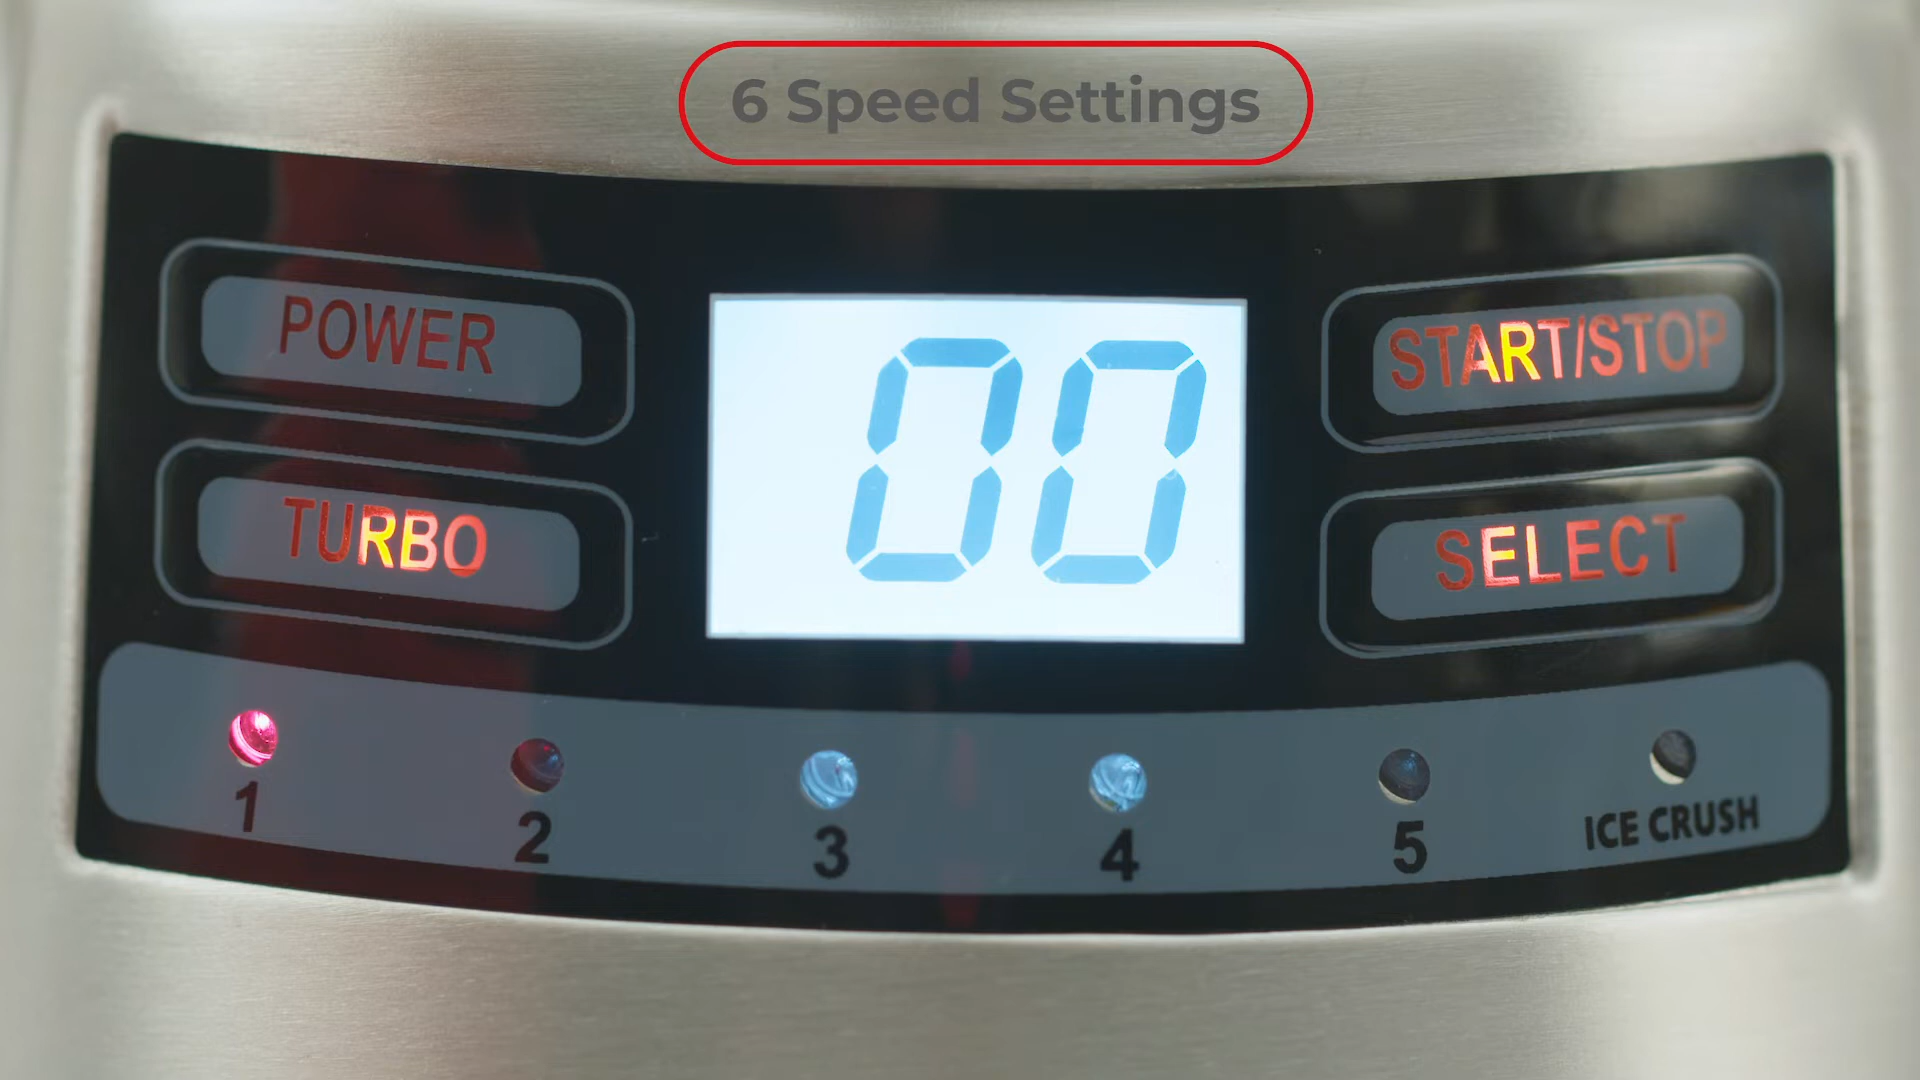 6 Speed Settings
POWER
START/STOP
00
TURBO
SELECT
1
2
3
4
5
ICE CRUSH